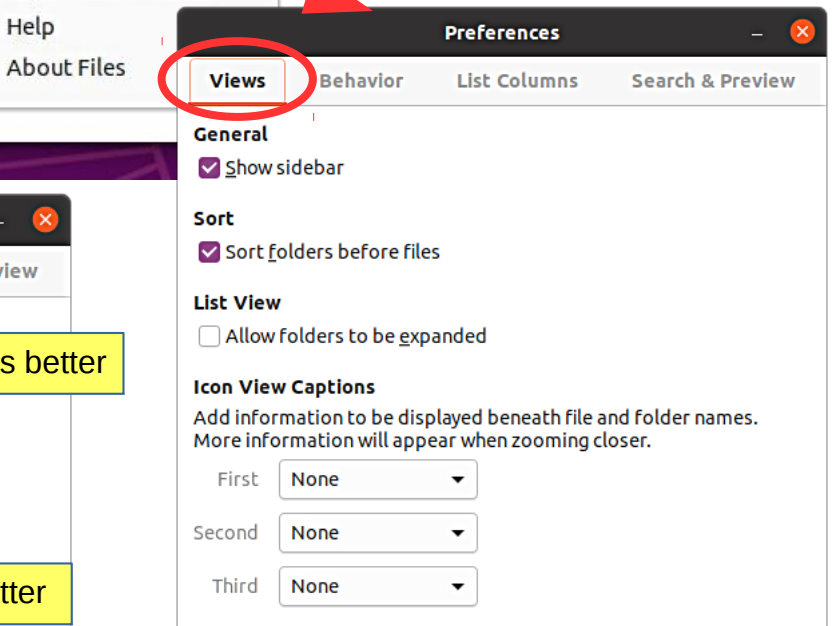 Help
About Files
Preferences
Views Behavior List Columns Search & Preview
General
Show sidebar
Sort
Sort folders before files
List View
Allow folders to be expanded
Icon View Captions
Add information to be displayed beneath file and folder names.
More information will appear when zooming closer.
First None
Second None
Third None
view
s better
tter